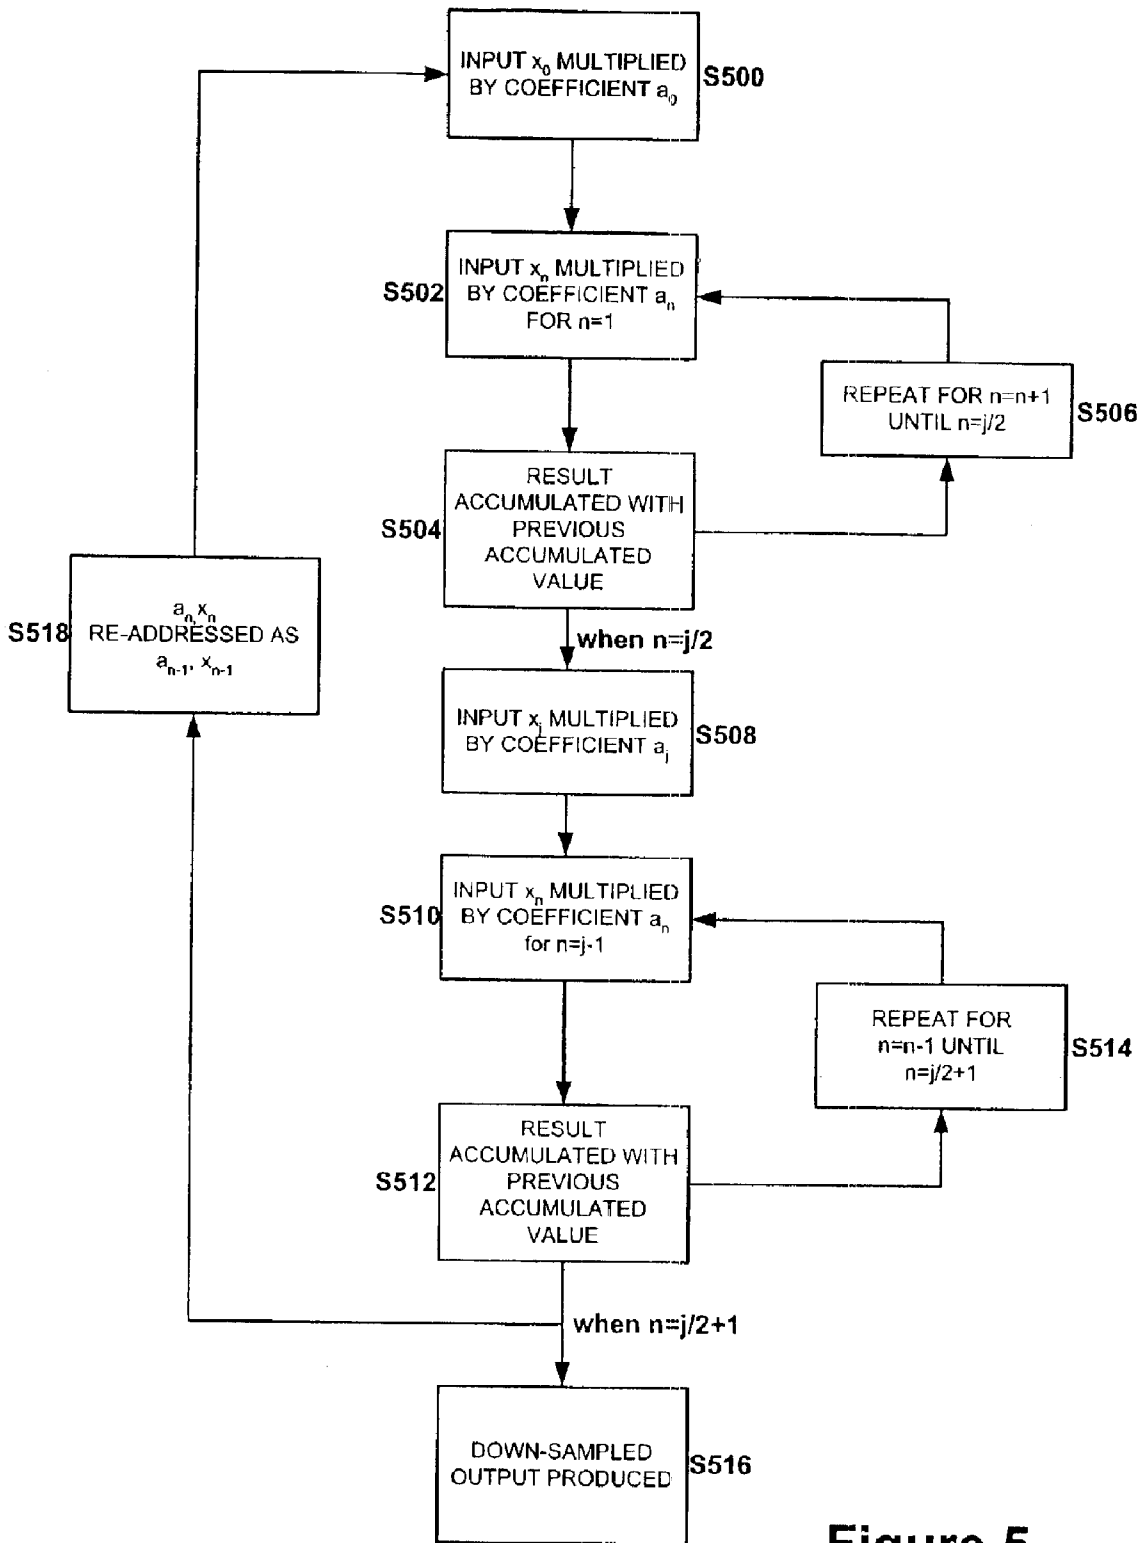 INPUT x₀ MULTIPLIED
BY COEFFICIENT a₀
S500
INPUT xₙ MULTIPLIED
BY COEFFICIENT aₙ
FOR n=1
S502
REPEAT FOR n=n+1
UNTIL n=j/2
S506
RESULT
ACCUMULATED WITH
PREVIOUS
ACCUMULATED
VALUE
S504
aₙ,xₙ
RE-ADDRESSED AS
aₙ₋₁, xₙ₋₁
S518
when n=j/2
INPUT xⱼ MULTIPLIED
BY COEFFICIENT aⱼ
S508
INPUT xₙ MULTIPLIED
BY COEFFICIENT aₙ
for n=j-1
S510
REPEAT FOR
n=n-1 UNTIL
n=j/2+1
S514
RESULT
ACCUMULATED WITH
PREVIOUS
ACCUMULATED
VALUE
S512
when n=j/2+1
DOWN-SAMPLED
OUTPUT PRODUCED
S516
Figure 5